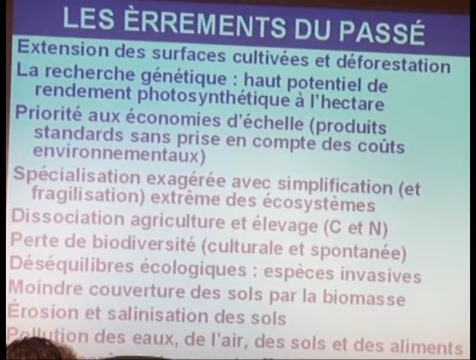 LES ÈRREMENTS DU PASSÉ
Extension des surfaces cultivées et déforestation
La recherche génétique : haut potentiel de
rendement photosynthétique à l'hectare
Priorité aux économies d'échelle (produits
standards sans prise en compte des coûts
environnementaux)
Spécialisation exagérée avec simplification (et
fragilisation) extrême des écosystèmes
Dissociation agriculture et élevage (C et N)
Perte de biodiversité (culturale et spontanée)
Déséquilibres écologiques : espèces invasives
Moindre couverture des sols par la biomasse
Érosion et salinisation des sols
Pollution des eaux, de l'air, des sols et des aliments